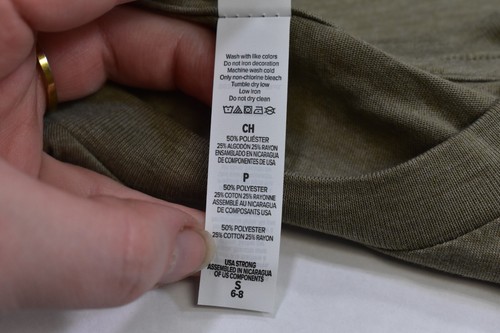 Wash with like colors
Do not iron decoration
Machine wash cold
Only non-chlorine bleach
Tumble dry low
Low iron
Do not dry clean
CH
50% POLIÉSTER
25% ALGODÓN 25% RAYON
ENSAMBLADO EN NICARAGUA
DE COMPONENTES DE USA
P
50% POLYESTER
25% COTON 25% RAYONNE
ASSEMBLE AU NICARAGUA
DE COMPOSANTS USA
50% POLYESTER
25% COTTON 25% RAYON
USA STRONG
ASSEMBLED IN NICARAGUA
OF US COMPONENTS
S
6-8